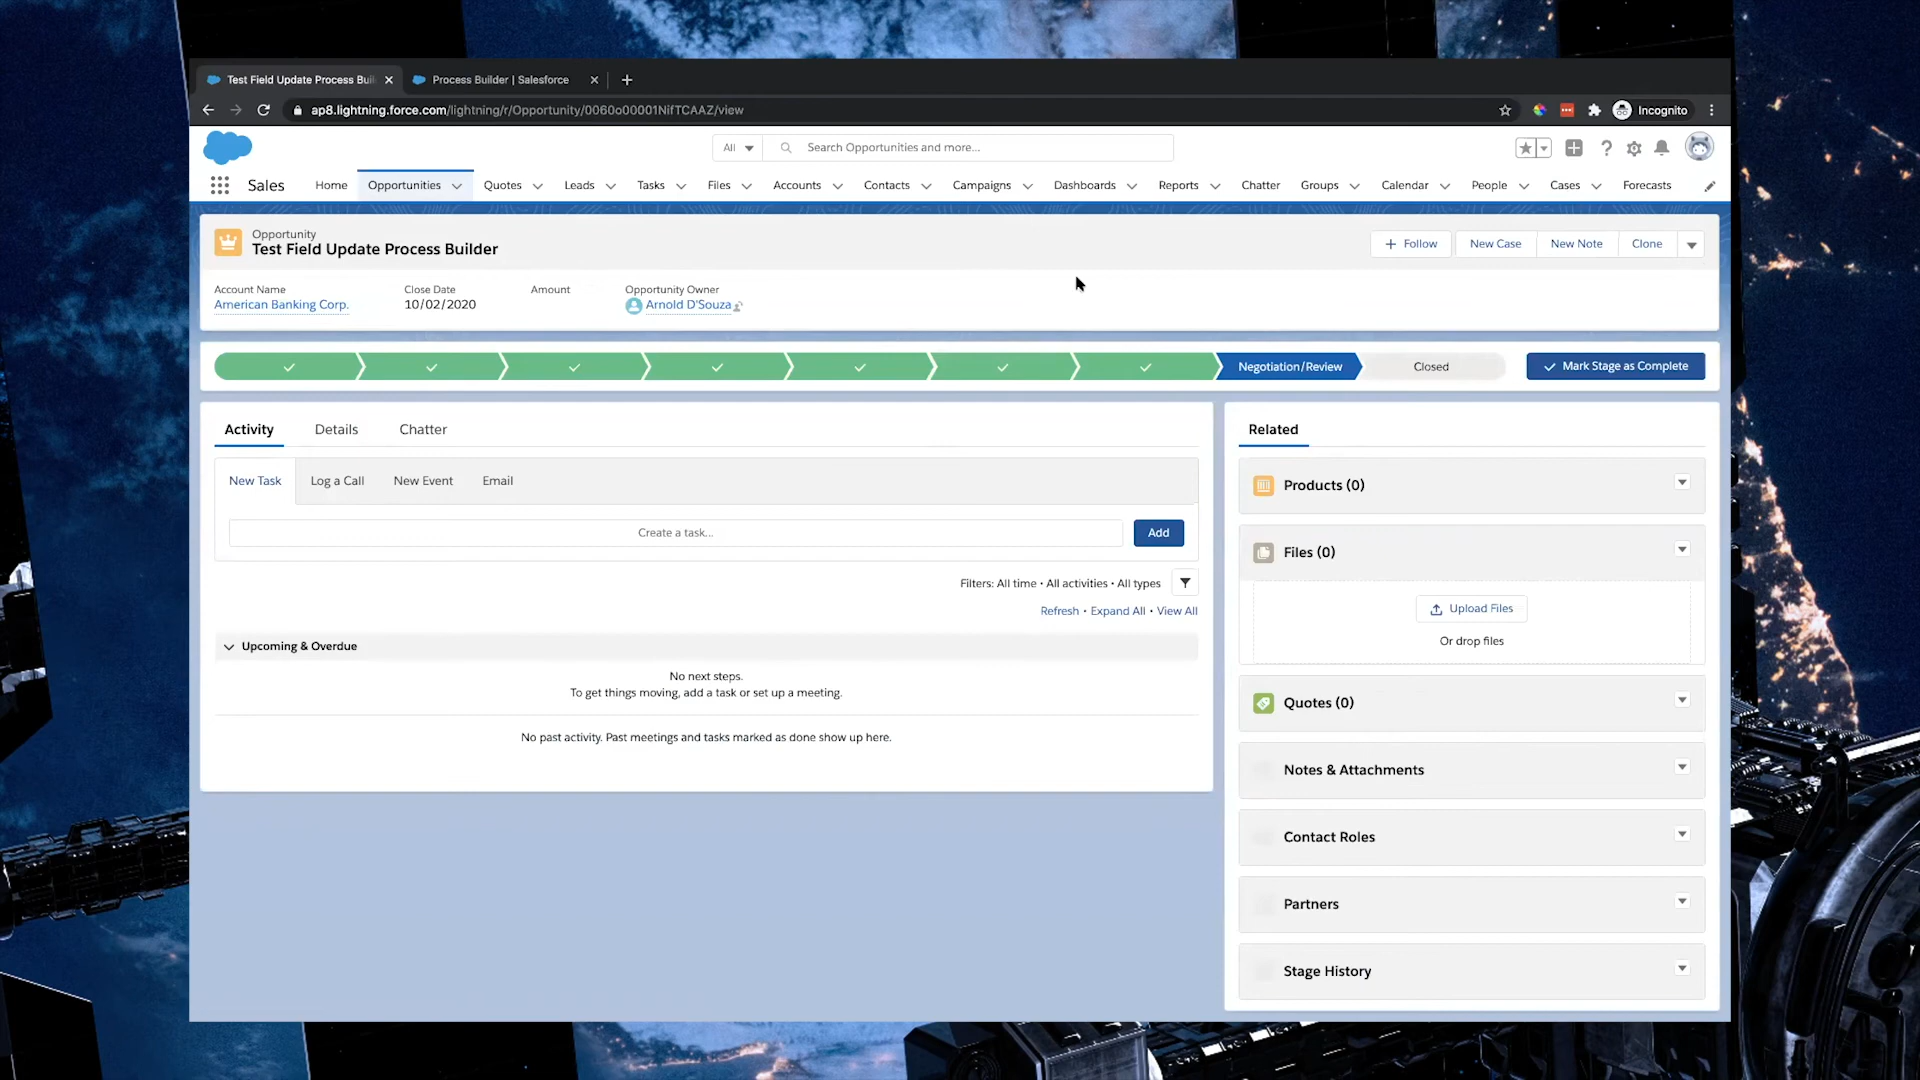 Test Field Update Process Buil
Process Builder | Salesforce
ap8.lightning.force.com/lightning/r/Opportunity/0060o00001NifTCAAZ/view
Incognito
All
Search Opportunities and more...
Sales
Home
Opportunities
Quotes
Leads
Tasks
Files
Accounts
Contacts
Campaigns
Dashboards
Reports
Chatter
Groups
Calendar
People
Cases
Forecasts
Opportunity
Test Field Update Process Builder
+ Follow
New Case
New Note
Clone
Account Name
American Banking Corp.
Close Date
10/02/2020
Amount
Opportunity Owner
Arnold D'Souza
Negotiation/Review
Closed
Mark Stage as Complete
Activity
Details
Chatter
New Task
Log a Call
New Event
Email
Create a task...
Add
Filters: All time • All activities • All types
Refresh • Expand All • View All
Upcoming & Overdue
No next steps.
To get things moving, add a task or set up a meeting.
No past activity. Past meetings and tasks marked as done show up here.
Related
Products (0)
Files (0)
Upload Files
Or drop files
Quotes (0)
Notes & Attachments
Contact Roles
Partners
Stage History